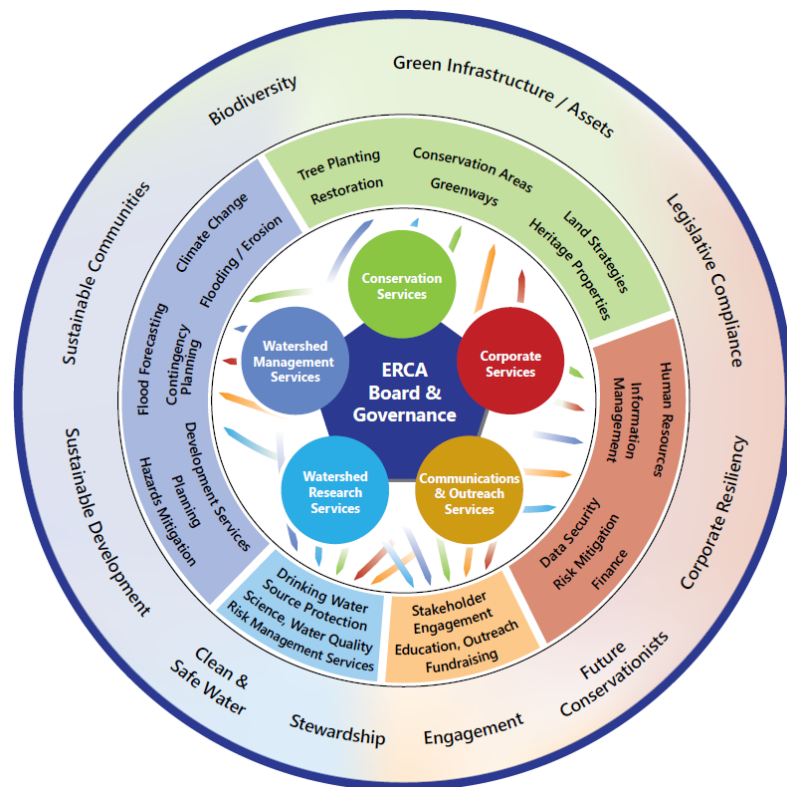 Green Infrastructure / Assets
Legislative Compliance
Corporate Resiliency
Future
Conservationists
Engagement
Stewardship
Clean &
Safe Water
Sustainable Development
Sustainable Communities
Biodiversity
Tree Planting
Restoration
Conservation Areas
Greenways
Land Strategies
Heritage Properties
Human Resources
Information
Management
Data Security
Risk Mitigation
Finance
Stakeholder
Engagement
Education, Outreach
Fundraising
Drinking Water
Source Protection
Science, Water Quality
Risk Management Services
Development Services
Planning
Hazards Mitigation
Flood Forecasting
Contingency
Planning
Climate Change
Flooding / Erosion
Conservation
Services
Corporate
Services
Communications
& Outreach
Services
Watershed
Research
Services
Watershed
Management
Services
ERCA
Board &
Governance